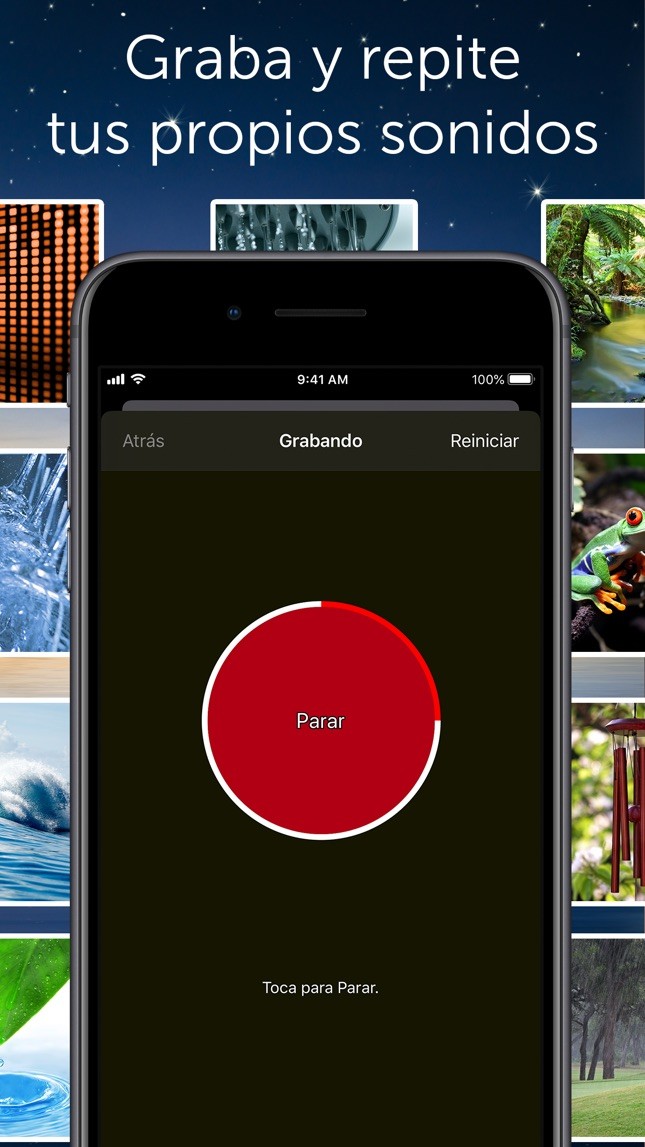 Graba y repite
tus propios sonidos
9:41 AM
100%
Atrás
Grabando
Reiniciar
Parar
Toca para Parar.